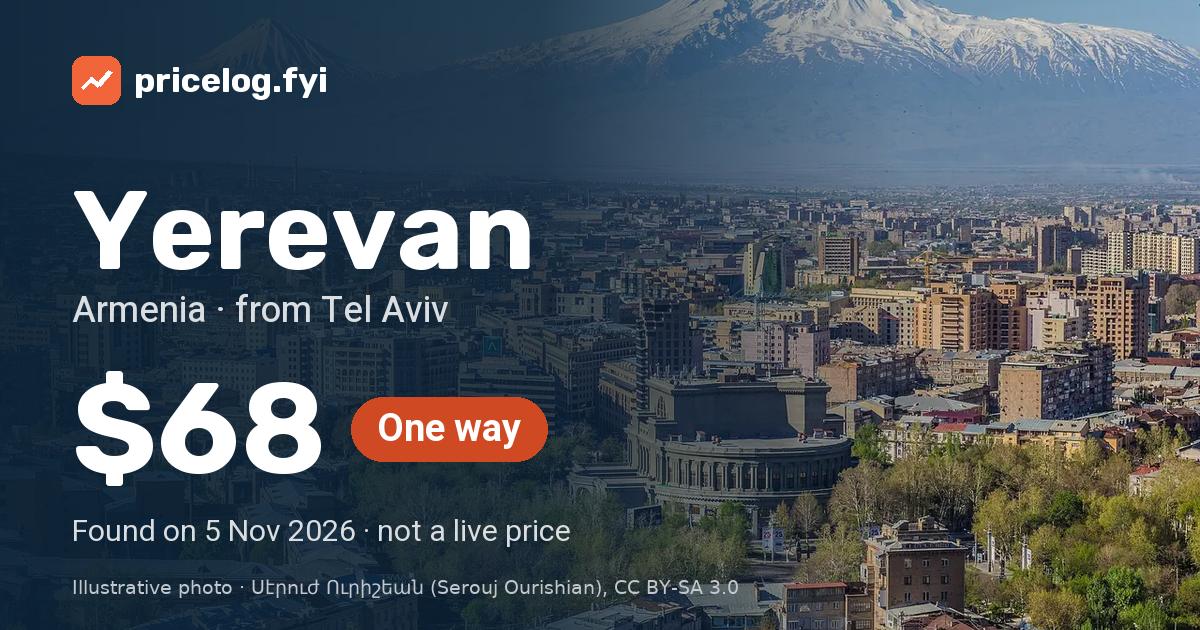 pricelog.fyi
Yerevan
Armenia · from Tel Aviv
$68 One way
Found on 5 Nov 2026 · not a live price
Illustrative photo · Սէրուժ Ուրիշեան (Serouj Ourishian), CC BY-SA 3.0